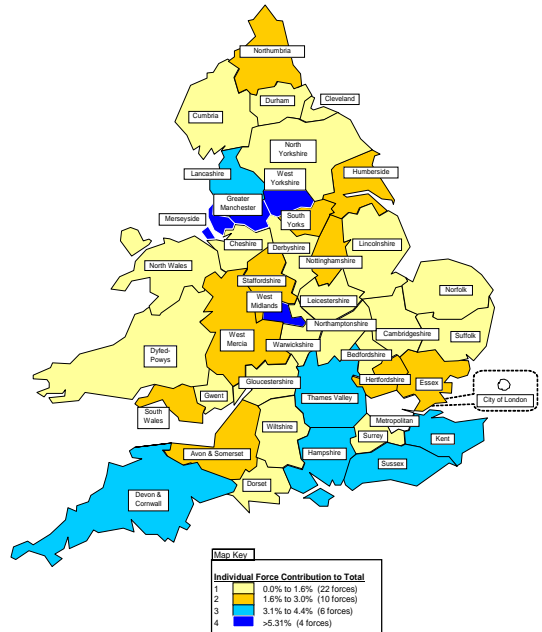 Northumbria
Durham
Cleveland
Cumbria
North
Yorkshire
Lancashire
West
Yorkshire
Humberside
Greater
Manchester
Merseyside
South
Yorks
Cheshire
Derbyshire
Lincolnshire
North Wales
Nottinghamshire
Staffordshire
Norfolk
West
Midlands
Leicestershire
Northamptonshire
West
Mercia
Cambridgeshire
Suffolk
Warwickshire
Dyfed-
Powys
Bedfordshire
Gloucestershire
Hertfordshire
Essex
Gwent
Thames Valley
City of London
South
Wales
Wiltshire
Metropolitan
Surrey
Kent
Avon & Somerset
Hampshire
Sussex
Dorset
Devon &
Cornwall
Map Key
Individual Force Contribution to Total
1 0.0% to 1.6% (22 forces)
2 1.6% to 3.0% (10 forces)
3 3.1% to 4.4% (6 forces)
4 >5.31% (4 forces)